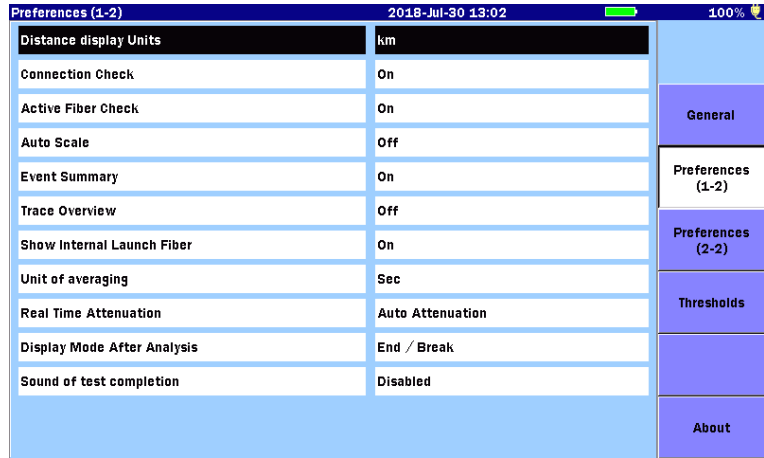 Preferences (1-2) 2018-Jul-30 13:02 100%
Distance display Units km
Connection Check On
Active Fiber Check On
Auto Scale Off
Event Summary On
Trace Overview Off
Show Internal Launch Fiber On
Unit of averaging Sec
Real Time Attenuation Auto Attenuation
Display Mode After Analysis End / Break
Sound of test completion Disabled
General
Preferences
(1-2)
Preferences
(2-2)
Thresholds
About